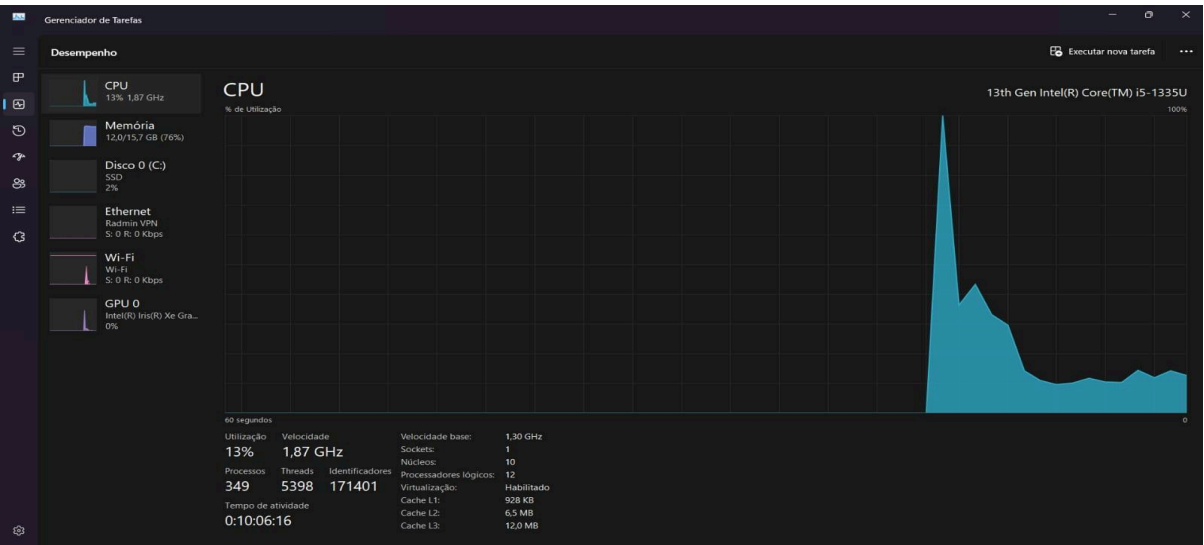 Gerenciador de Tarefas
Desempenho
Executar nova tarefa
CPU
13% 1,87 GHz
Memória
12,0/15,7 GB (76%)
Disco 0 (C:)
SSD
2%
Ethernet
Radmin VPN
S: 0 R: 0 Kbps
Wi-Fi
Wi-Fi
S: 0 R: 0 Kbps
GPU 0
Intel(R) Iris(R) Xe Gra...
0%
CPU
13th Gen Intel(R) Core(TM) i5-1335U
% de Utilização
100%
60 segundos
0
Utilização Velocidade
13% 1,87 GHz
Processos Threads Identificadores
349 5398 171401
Tempo de atividade
0:10:06:16
Velocidade base: 1,30 GHz
Sockets: 1
Núcleos: 10
Processadores lógicos: 12
Virtualização: Habilitado
Cache L1: 928 KB
Cache L2: 6,5 MB
Cache L3: 12,0 MB